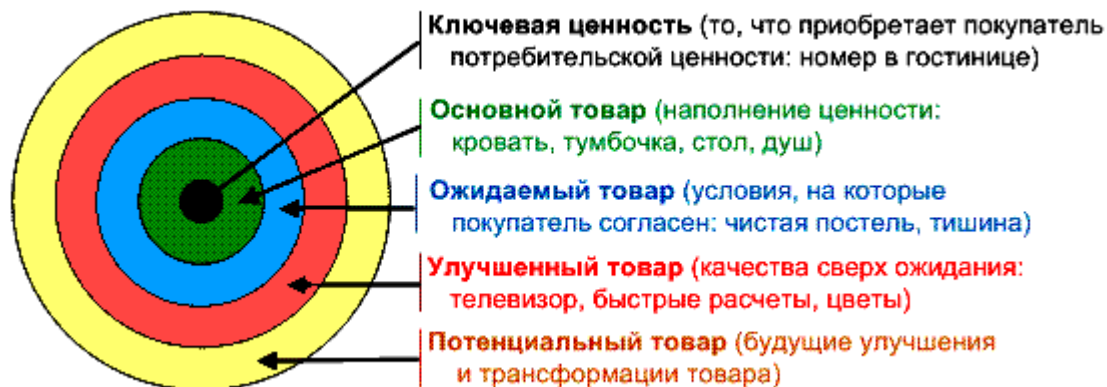 Ключевая ценность (то, что приобретает покупатель
потребительской ценности: номер в гостинице)
Основной товар (наполнение ценности:
кровать, тумбочка, стол, душ)
Ожидаемый товар (условия, на которые
покупатель согласен: чистая постель, тишина)
Улучшенный товар (качества сверх ожидания:
телевизор, быстрые расчеты, цветы)
Потенциальный товар (будущие улучшения
и трансформации товара)